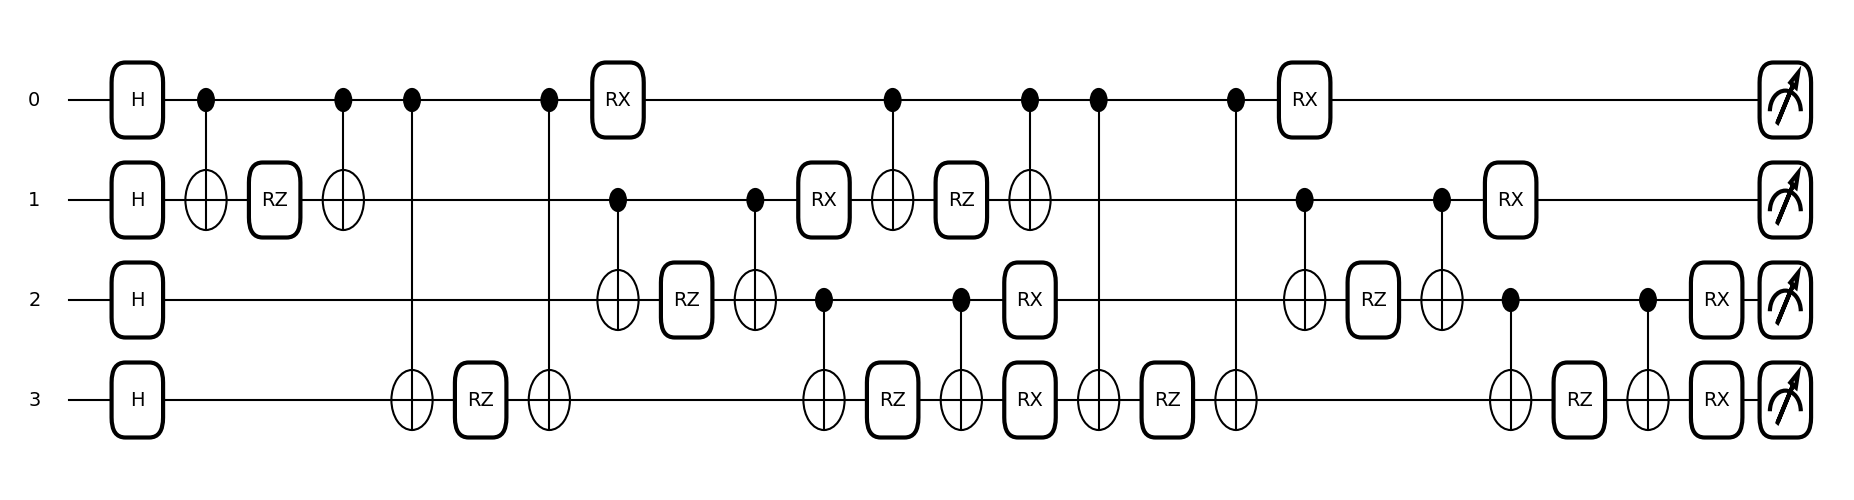 0 H RX RX
1 H RZ RX RZ RX
2 H RZ RX RZ RX
3 H RZ RZ RX RZ RZ RX